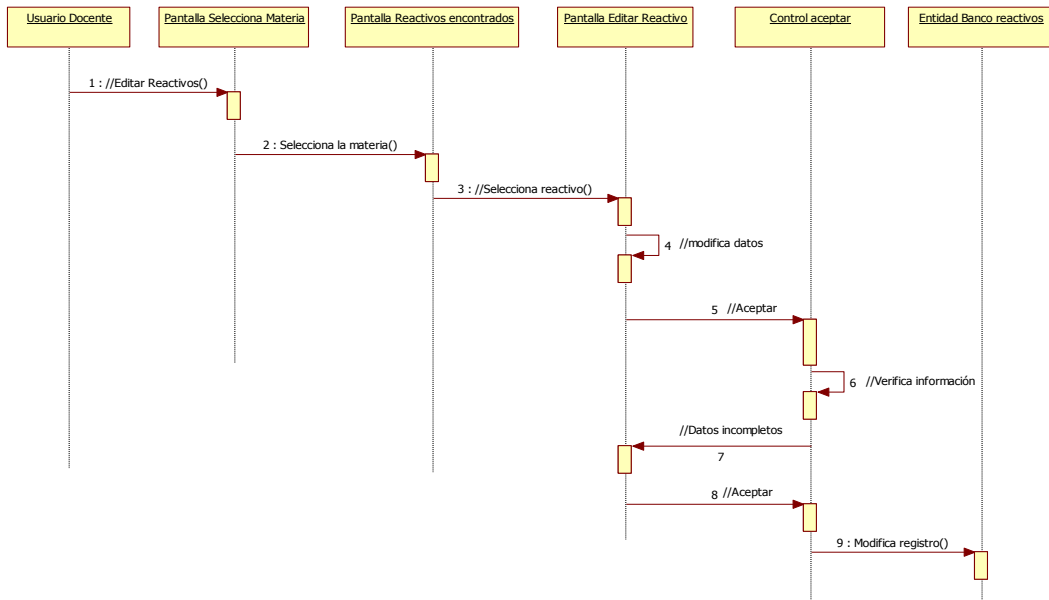 Usuario Docente
Pantalla Selecciona Materia
Pantalla Reactivos encontrados
Pantalla Editar Reactivo
Control aceptar
Entidad Banco reactivos
1 : //Editar Reactivos()
2 : Selecciona la materia()
3 : //Selecciona reactivo()
4 //modifica datos
5 //Aceptar
6 //Verifica información
//Datos incompletos
7
8 //Aceptar
9 : Modifica registro()